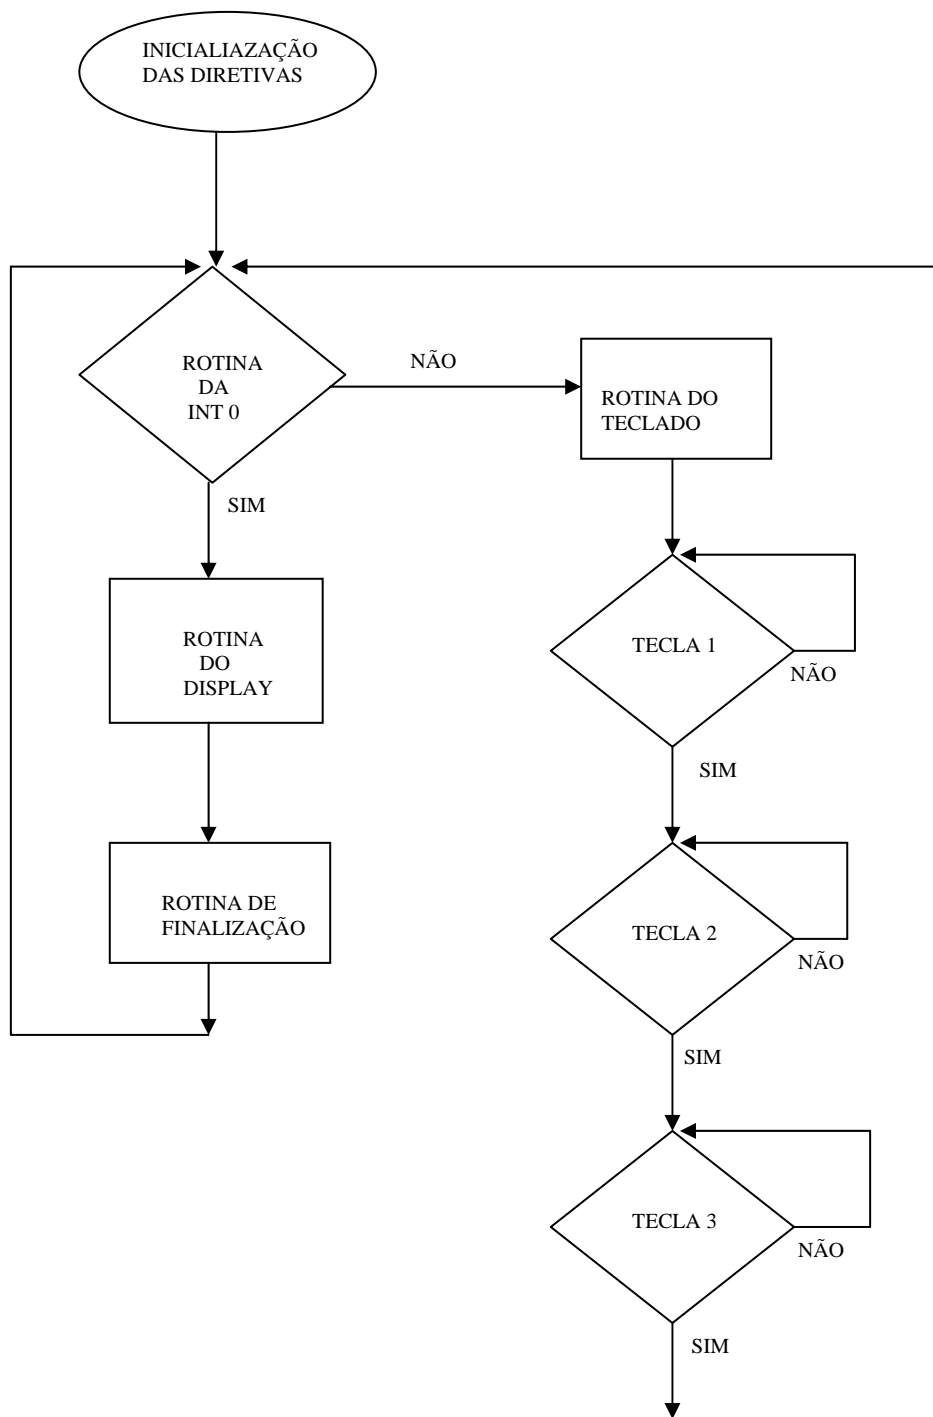 INICIALIAZAÇÃO
DAS DIRETIVAS
ROTINA
DA
INT 0
NÃO
ROTINA DO
TECLADO
SIM
ROTINA
DO
DISPLAY
TECLA 1
NÃO
SIM
ROTINA DE
FINALIZAÇÃO
TECLA 2
NÃO
SIM
TECLA 3
NÃO
SIM